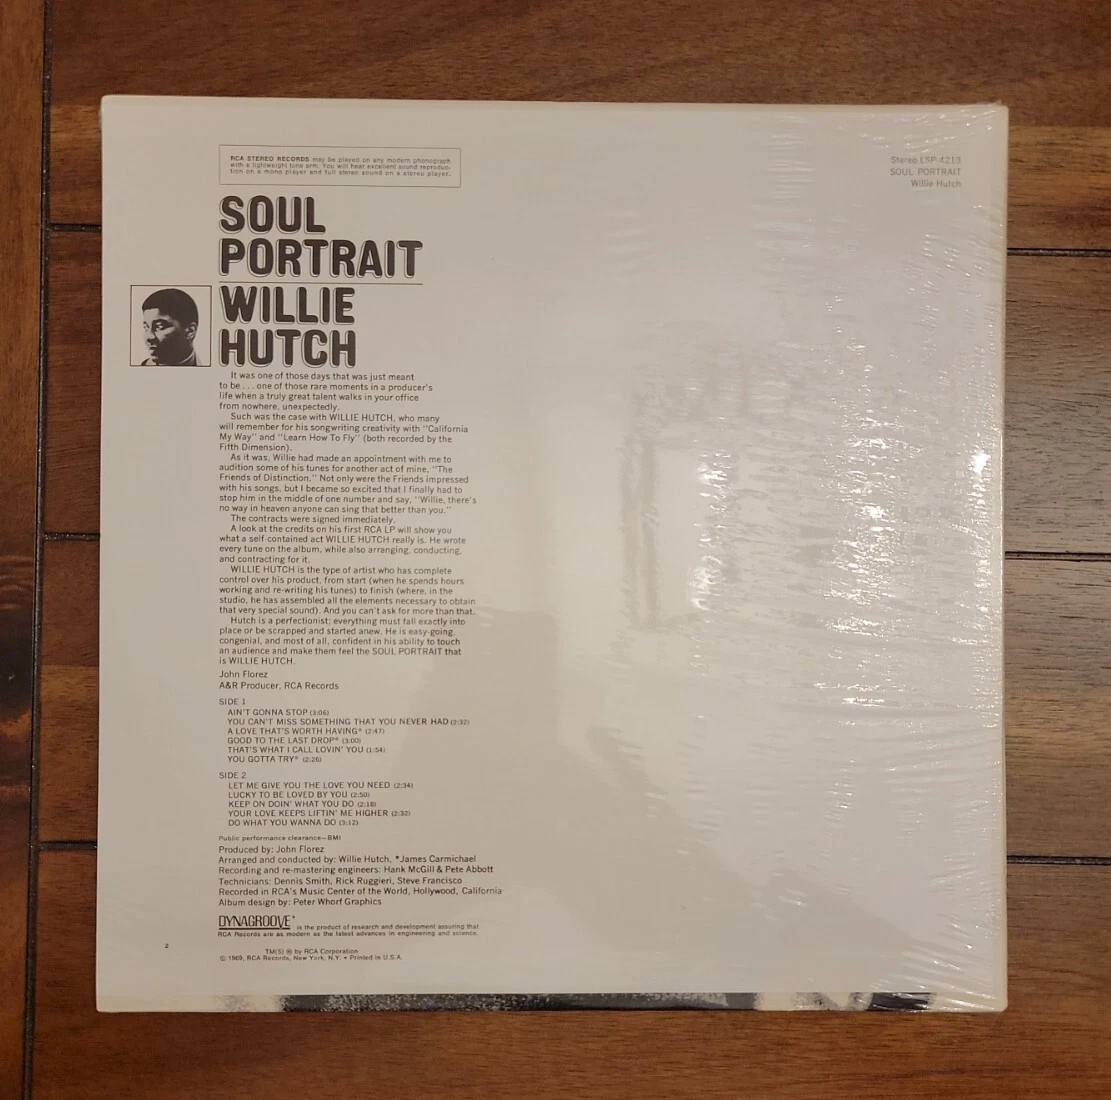 RCA STEREO RECORDS may be played on any modern phonograph
with a lightweight tone arm. You will hear excellent sound reproduc-
tion on a mono player and full stereo sound on a stereo player.
Stereo LSP-4213
SOUL PORTRAIT
Willie Hutch
SOUL
PORTRAIT
WILLIE
HUTCH
It was one of those days that was just meant
to be . . . one of those rare moments in a producer's
life when a truly great talent walks in your office
from nowhere, unexpectedly.
Such was the case with WILLIE HUTCH, who many
will remember for his songwriting creativity with "California
My Way" and "Learn How To Fly" (both recorded by the
Fifth Dimension).
As it was, Willie had made an appointment with me to
audition some of his tunes for another act of mine, "The
Friends of Distinction." Not only were the Friends impressed
with his songs, but I became so excited that I finally had to
stop him in the middle of one number and say, "Willie, there's
no way in heaven anyone can sing that better than you."
The contracts were signed immediately.
A look at the credits on his first RCA LP will show you
what a self contained act WILLIE HUTCH really is. He wrote
every tune on the album, while also arranging, conducting,
and contracting for it.
WILLIE HUTCH is the type of artist who has complete
control over his product, from start (when he spends hours
working and re-writing his tunes) to finish (where, in the
studio, he has assembled all the elements necessary to obtain
that very special sound). And you can't ask for more than that.
Hutch is a perfectionist; everything must fall exactly into
place or be scrapped and started anew. He is easy-going,
congenial, and most of all, confident in his ability to touch
an audience and make them feel the SOUL PORTRAIT that
is WILLIE HUTCH.
John Florez
A&R Producer, RCA Records
SIDE 1
AIN'T GONNA STOP (3:06)
YOU CAN'T MISS SOMETHING THAT YOU NEVER HAD (2:32)
A LOVE THAT'S WORTH HAVING* (2:47)
GOOD TO THE LAST DROP* (3:00)
THAT'S WHAT I CALL LOVIN' YOU (1:54)
YOU GOTTA TRY* (2:26)
SIDE 2
LET ME GIVE YOU THE LOVE YOU NEED (2:34)
LUCKY TO BE LOVED BY YOU (2:50)
KEEP ON DOIN' WHAT YOU DO (2:18)
YOUR LOVE KEEPS LIFTIN' ME HIGHER (2:32)
DO WHAT YOU WANNA DO (3:12)
Public performance clearance—BMI
Produced by: John Florez
Arranged and conducted by: Willie Hutch, *James Carmichael
Recording and re-mastering engineers: Hank McGill & Pete Abbott
Technicians: Dennis Smith, Rick Ruggieri, Steve Francisco
Recorded in RCA's Music Center of the World, Hollywood, California
Album design by: Peter Whorf Graphics
DYNAGROOVE* is the product of research and development assuring that
RCA Records are as modern as the latest advances in engineering and science.
2
TM(S) ® by RCA Corporation
© 1969, RCA Records, New York, N.Y. • Printed in U.S.A.